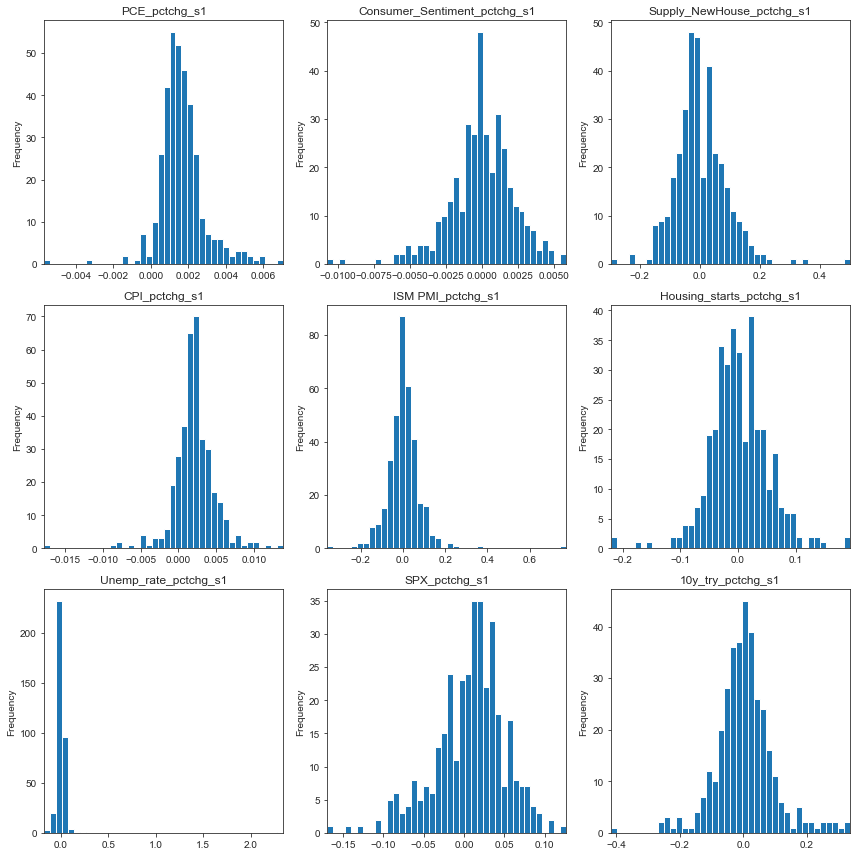 PCE_pctchg_s1
Consumer_Sentiment_pctchg_s1
Supply_NewHouse_pctchg_s1
Frequency
50
40
30
20
10
0
−0.004 −0.002 0.000 0.002 0.004 0.006
Frequency
50
40
30
20
10
0
−0.0100 −0.0075 −0.0050 −0.0025 0.0000 0.0025 0.0050
Frequency
50
40
30
20
10
0
−0.2 0.0 0.2 0.4
CPI_pctchg_s1
ISM PMI_pctchg_s1
Housing_starts_pctchg_s1
Frequency
70
60
50
40
30
20
10
0
−0.015 −0.010 −0.005 0.000 0.005 0.010
Frequency
80
60
40
20
0
−0.2 0.0 0.2 0.4 0.6
Frequency
40
35
30
25
20
15
10
5
0
−0.2 −0.1 0.0 0.1
Unemp_rate_pctchg_s1
SPX_pctchg_s1
10y_try_pctchg_s1
Frequency
200
150
100
50
0
0.0 0.5 1.0 1.5 2.0
Frequency
35
30
25
20
15
10
5
0
−0.15 −0.10 −0.05 0.00 0.05 0.10
Frequency
40
30
20
10
0
−0.4 −0.2 0.0 0.2